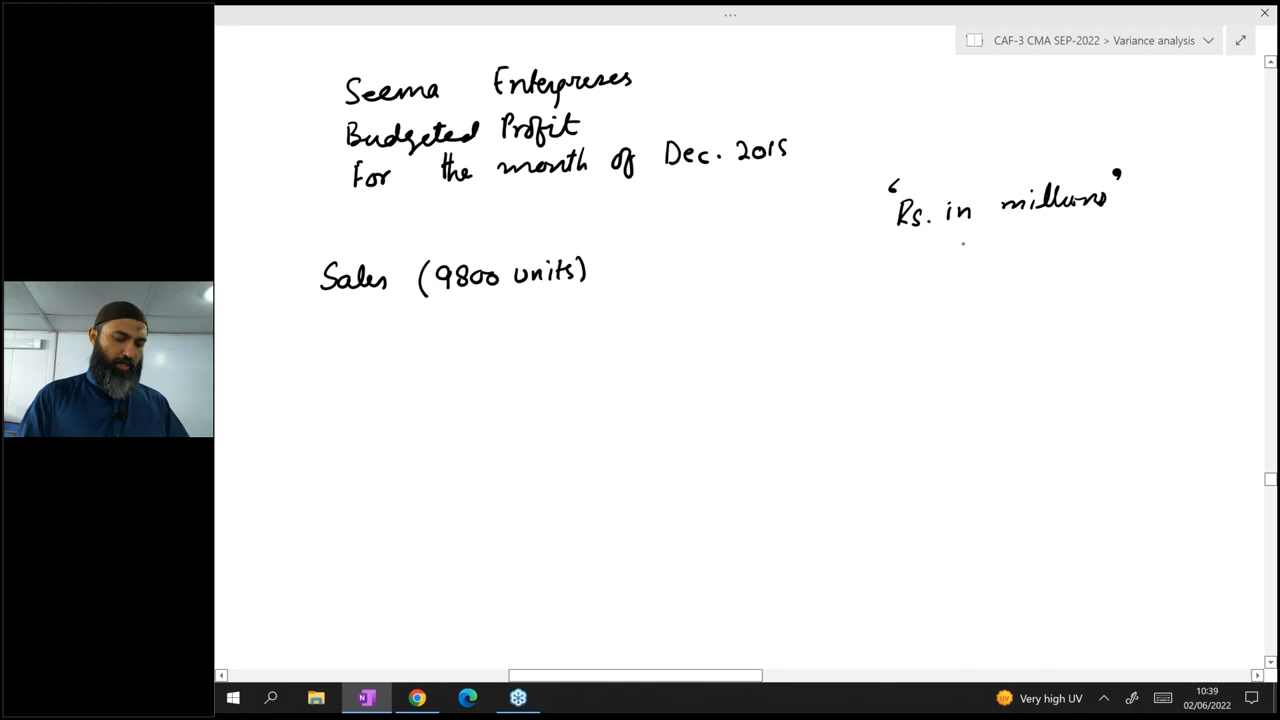 CAF-3 CMA SEP-2022 > Variance analysis
Seema Enterpreses
Budgeted Profit
For the month of Dec. 2015
'Rs. in millions'
Sales (9800 units)
Very high UV
10:39
02/06/2022